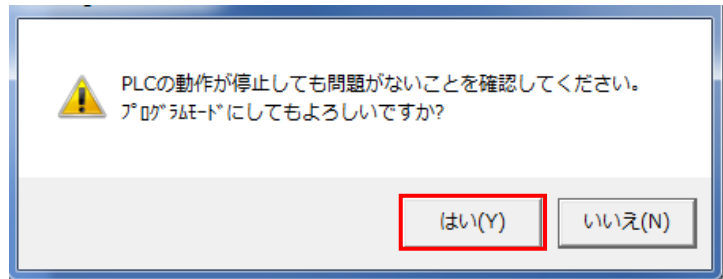 PLCの動作が停止しても問題がないことを確認してください。
ﾌﾟﾛｸﾞﾗﾑﾓｰﾄﾞにしてもよろしいですか?
はい(Y)
いいえ(N)